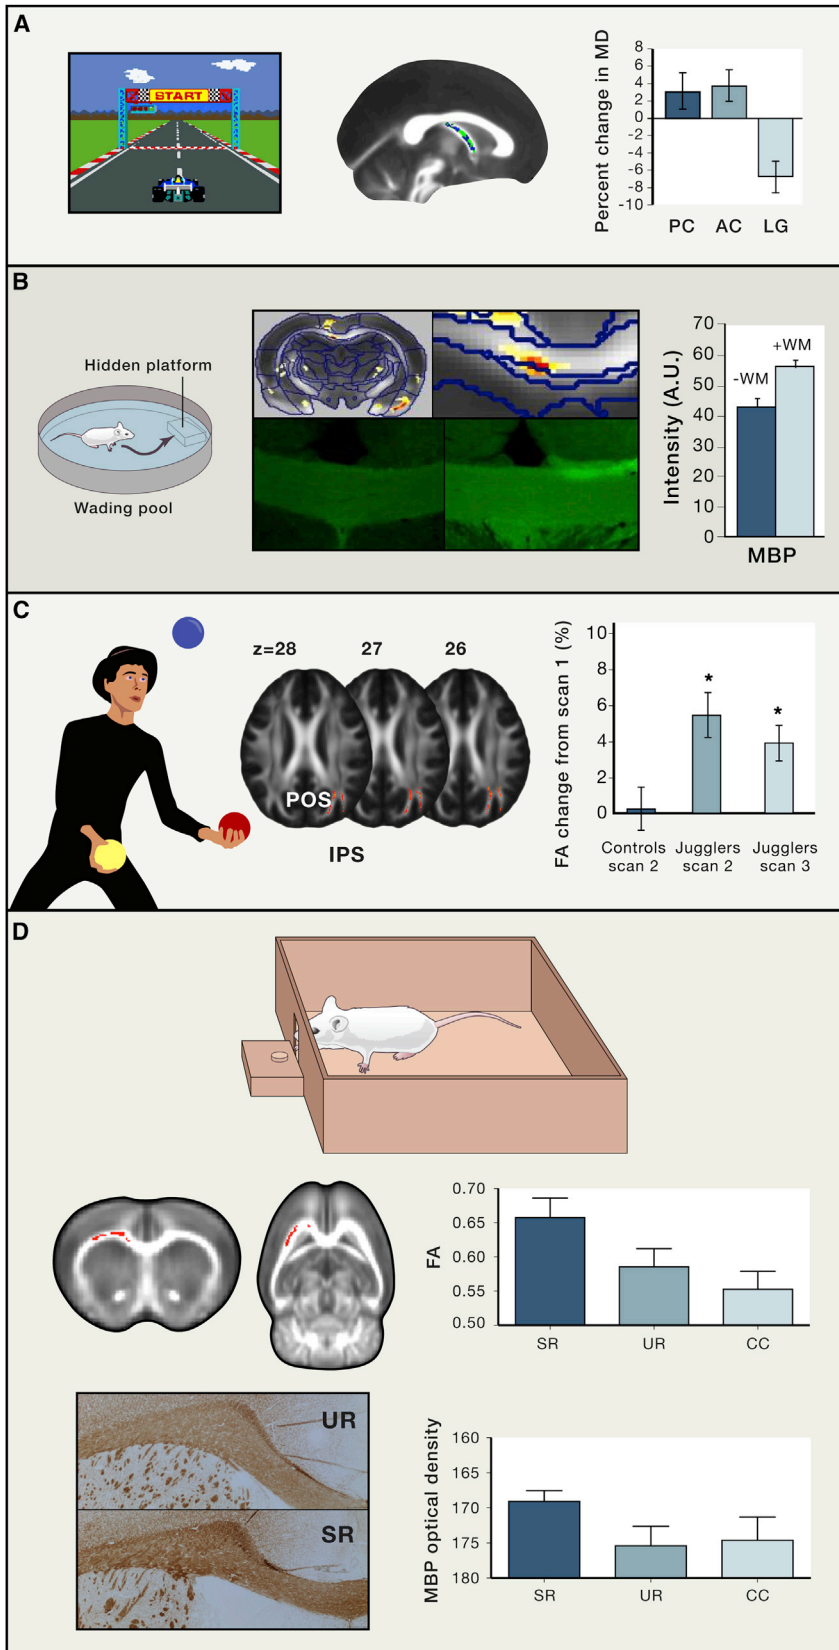 A
START
Percent change in MD
8
6
4
2
0
-2
-4
-6
-8
-10
PC AC LG
B
Hidden platform
Wading pool
Intensity (A.U.)
70
60
50
40
30
20
10
0
-WM
+WM
MBP
C
z=28 27 26
POS
IPS
FA change from scan 1 (%)
10
8
6
4
2
0
*
*
Controls Jugglers Jugglers
scan 2 scan 2 scan 3
D
FA
0.70
0.65
0.60
0.55
0.50
SR UR CC
UR
SR
MBP optical density
160
165
170
175
180
SR UR CC